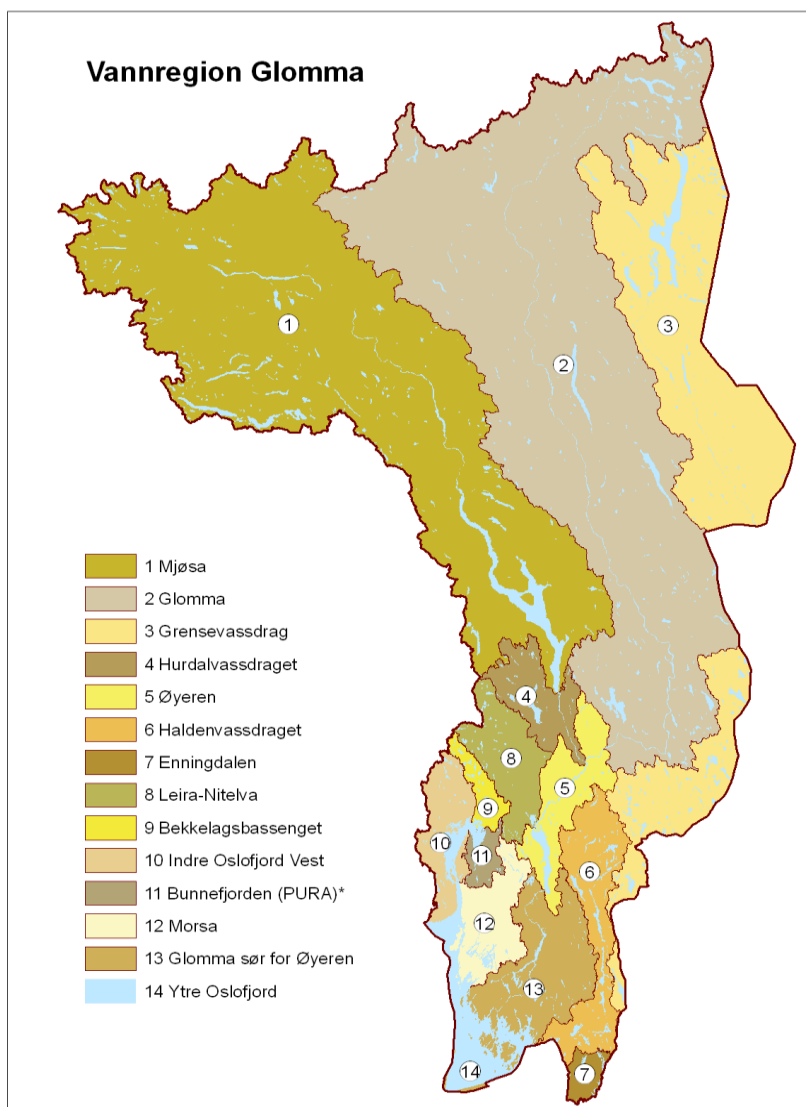 Vannregion Glomma
1
3
2
1 Mjøsa
2 Glomma
3 Grensevassdrag
4 Hurdalvassdraget
5 Øyeren
6 Haldenvassdraget
7 Enningdalen
8 Leira-Nitelva
9 Bekkelagsbassenget
10 Indre Oslofjord Vest
11 Bunnefjorden (PURA)*
12 Morsa
13 Glomma sør for Øyeren
14 Ytre Oslofjord
4
8
5
9
10
11
6
12
13
14
7